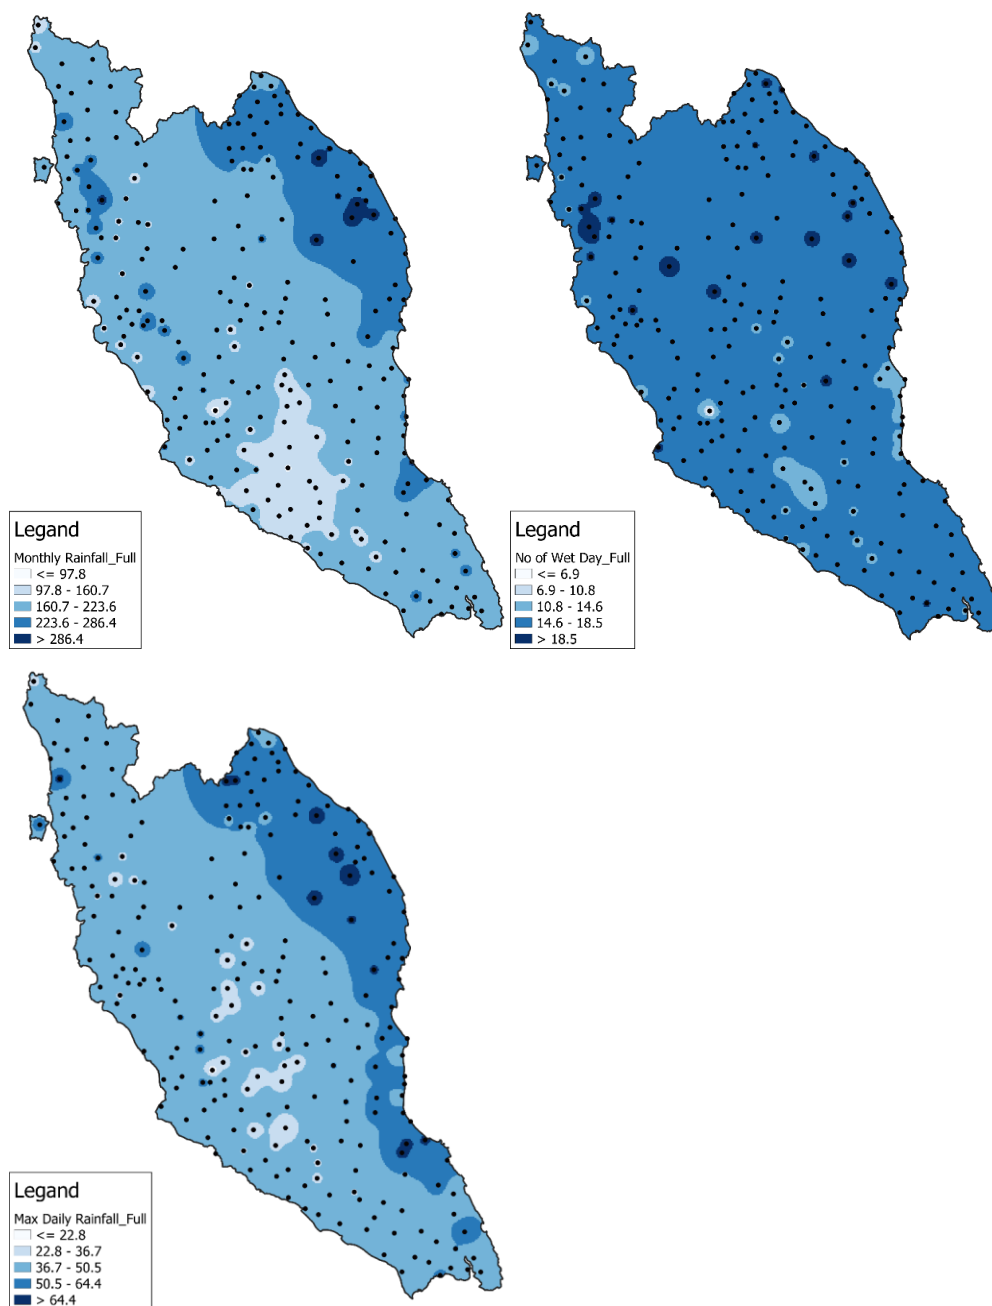 Legand
Monthly Rainfall_Full
<= 97.8
97.8 - 160.7
160.7 - 223.6
223.6 - 286.4
> 286.4
Legand
No of Wet Day_Full
<= 6.9
6.9 - 10.8
10.8 - 14.6
14.6 - 18.5
> 18.5
Legand
Max Daily Rainfall_Full
<= 22.8
22.8 - 36.7
36.7 - 50.5
50.5 - 64.4
> 64.4